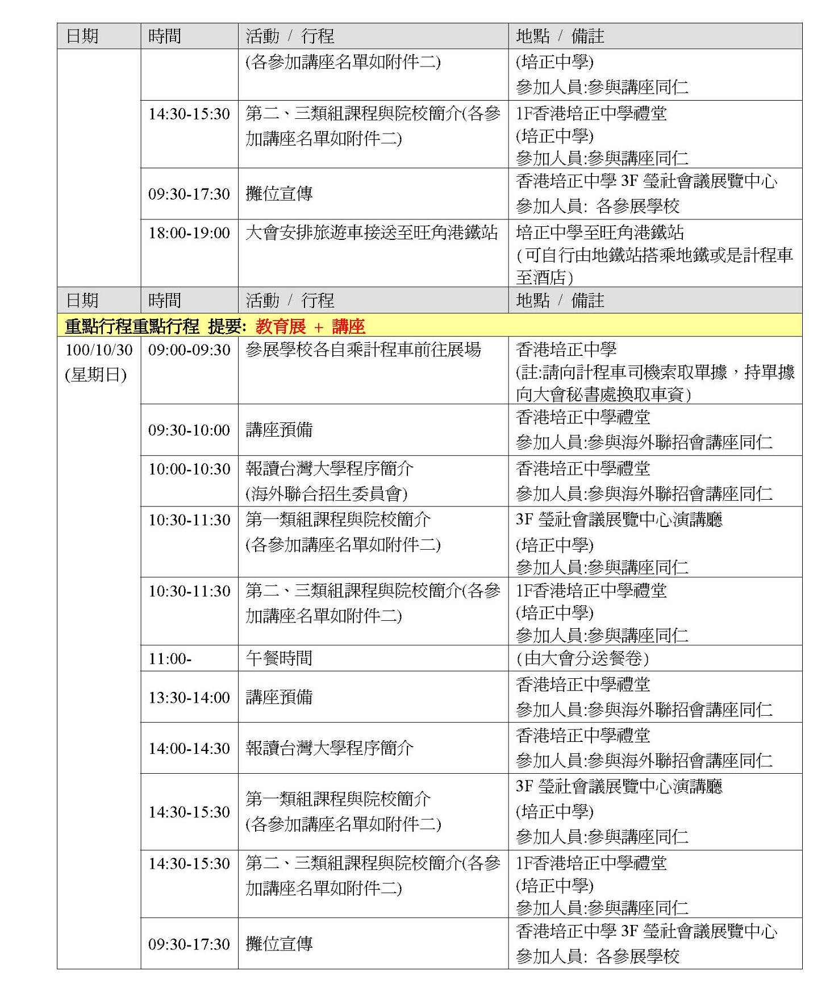 日期 時間 活動 / 行程 地點 / 備註
(各參加講座名單如附件二)
(培正中學)
參加人員:參與講座同仁
14:30-15:30
第二、三類組課程與院校簡介(各參
加講座名單如附件二)
1F香港培正中學禮堂
(培正中學)
參加人員:參與講座同仁
09:30-17:30
攤位宣傳
香港培正中學 3F 瑩社會議展覽中心
參加人員: 各參展學校
18:00-19:00
大會安排旅遊車接送至旺角港鐵站
培正中學至旺角港鐵站
(可自行由地鐵站搭乘地鐵或是計程車
至酒店)
日期 時間 活動 / 行程 地點 / 備註
重點行程重點行程 提要: 教育展 + 講座
100/10/30
(星期日)
09:00-09:30
參展學校各自乘計程車前往展場
香港培正中學
(註:請向計程車司機索取單據，持單據
向大會秘書處換取車資)
09:30-10:00
講座預備
香港培正中學禮堂
參加人員:參與海外聯招會講座同仁
10:00-10:30
報讀台灣大學程序簡介
(海外聯合招生委員會)
香港培正中學禮堂
參加人員:參與海外聯招會講座同仁
10:30-11:30
第一類組課程與院校簡介
(各參加講座名單如附件二)
3F 瑩社會議展覽中心演講廳
(培正中學)
參加人員:參與講座同仁
10:30-11:30
第二、三類組課程與院校簡介(各參
加講座名單如附件二)
1F香港培正中學禮堂
(培正中學)
參加人員:參與講座同仁
11:00-
午餐時間
(由大會分送餐卷)
13:30-14:00
講座預備
香港培正中學禮堂
參加人員:參與海外聯招會講座同仁
14:00-14:30
報讀台灣大學程序簡介
香港培正中學禮堂
參加人員:參與海外聯招會講座同仁
14:30-15:30
第一類組課程與院校簡介
(各參加講座名單如附件二)
3F 瑩社會議展覽中心演講廳
(培正中學)
參加人員:參與講座同仁
14:30-15:30
第二、三類組課程與院校簡介(各參
加講座名單如附件二)
1F香港培正中學禮堂
(培正中學)
參加人員:參與講座同仁
09:30-17:30
攤位宣傳
香港培正中學 3F 瑩社會議展覽中心
參加人員: 各參展學校